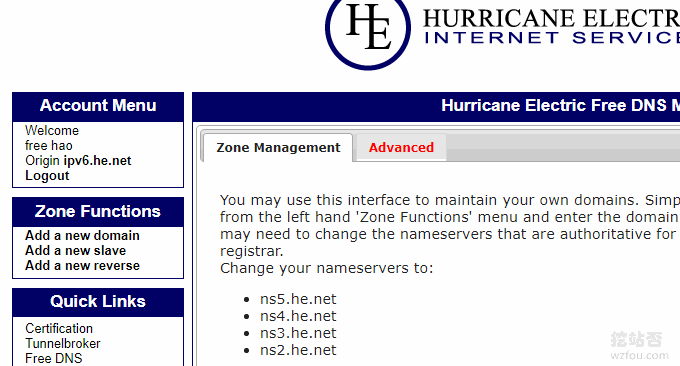 HE
HURRICANE ELECTR
INTERNET SERVICE
Account Menu
Welcome
free hao
Origin ipv6.he.net
Logout
Zone Functions
Add a new domain
Add a new slave
Add a new reverse
Quick Links
Certification
Tunnelbroker
Free DNS
Hurricane Electric Free DNS M
Zone Management
Advanced
You may use this interface to maintain your own domains. Simp
from the left hand 'Zone Functions' menu and enter the domain
may need to change the nameservers that are authoritative for
registrar.
Change your nameservers to:
• ns5.he.net
• ns4.he.net
• ns3.he.net
• ns2.he.net
挖站否
wzfou.com